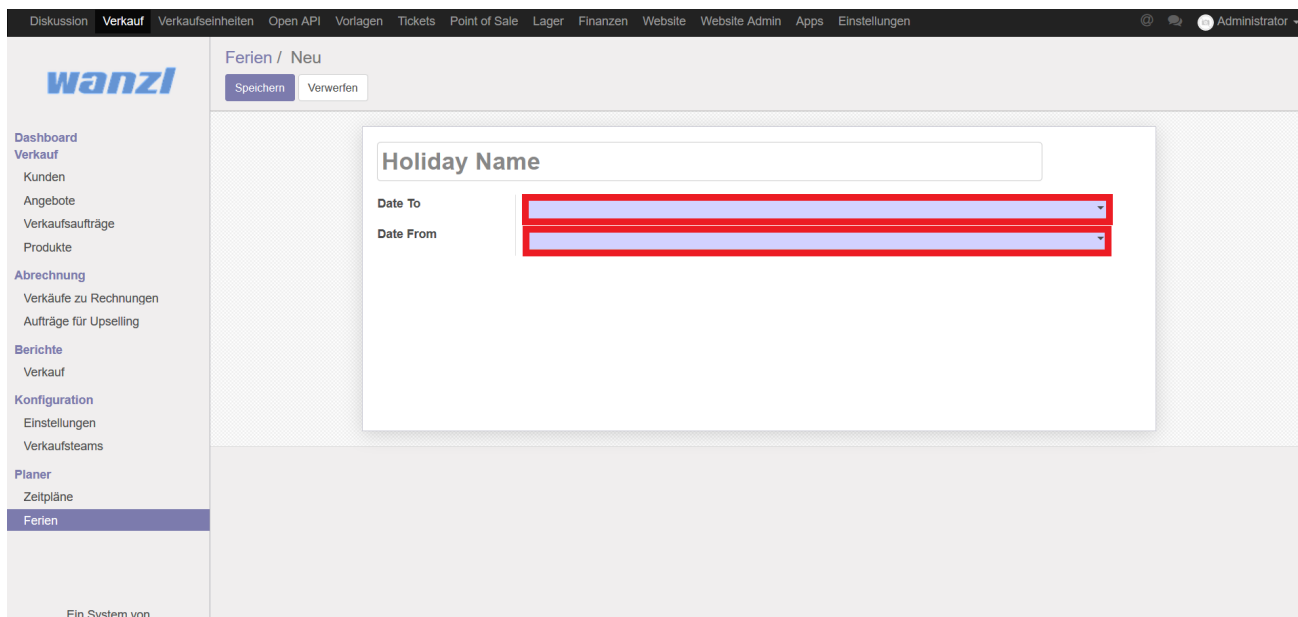 Diskussion Verkauf Verkaufseinheiten Open API Vorlagen Tickets Point of Sale Lager Finanzen Website Website Admin Apps Einstellungen @ Administrator
wanzl
Ferien / Neu
Speichern Verwerfen
Dashboard
Verkauf
Kunden
Angebote
Verkaufsaufträge
Produkte
Abrechnung
Verkäufe zu Rechnungen
Aufträge für Upselling
Berichte
Verkauf
Konfiguration
Einstellungen
Verkaufsteams
Planer
Zeitpläne
Ferien
Ein System von
Holiday Name
Date To
Date From